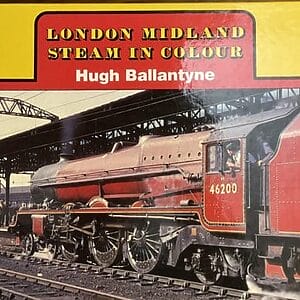 LONDON MIDLAND
STEAM IN COLOUR
Hugh Ballantyne
46200